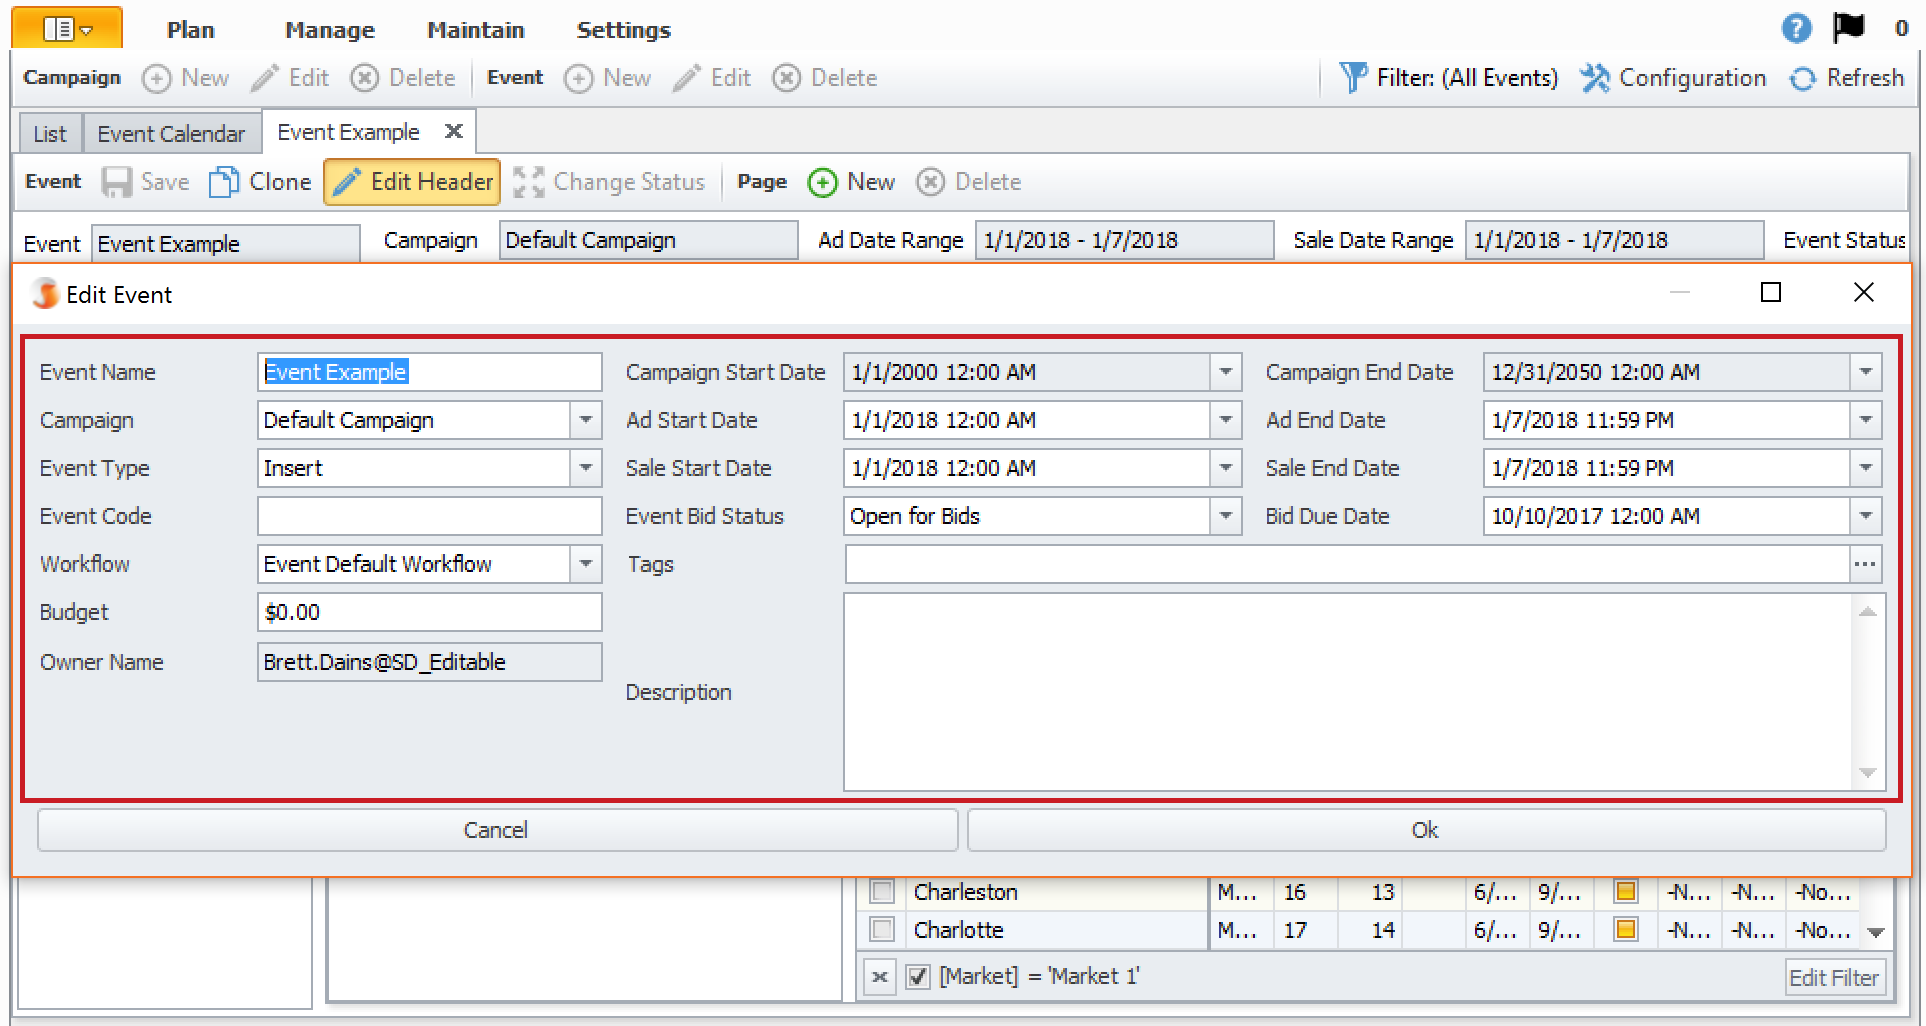 Plan Manage Maintain Settings ? 0
Campaign New Edit Delete Event New Edit Delete Filter: (All Events) Configuration Refresh
List Event Calendar Event Example
Event Save Clone Edit Header Change Status Page New Delete
Event Event Example Campaign Default Campaign Ad Date Range 1/1/2018 - 1/7/2018 Sale Date Range 1/1/2018 - 1/7/2018 Event Status
Edit Event
Event Name Event Example Campaign Start Date 1/1/2000 12:00 AM Campaign End Date 12/31/2050 12:00 AM
Campaign Default Campaign Ad Start Date 1/1/2018 12:00 AM Ad End Date 1/7/2018 11:59 PM
Event Type Insert Sale Start Date 1/1/2018 12:00 AM Sale End Date 1/7/2018 11:59 PM
Event Code Event Bid Status Open for Bids Bid Due Date 10/10/2017 12:00 AM
Workflow Event Default Workflow Tags ...
Budget $0.00
Owner Name Brett.Dains@SD_Editable
Description
Cancel Ok
Charleston M... 16 13 6/... 9/... -N... -N... -No...
Charlotte M... 17 14 6/... 9/... -N... -N... -No...
[Market] = 'Market 1' Edit Filter